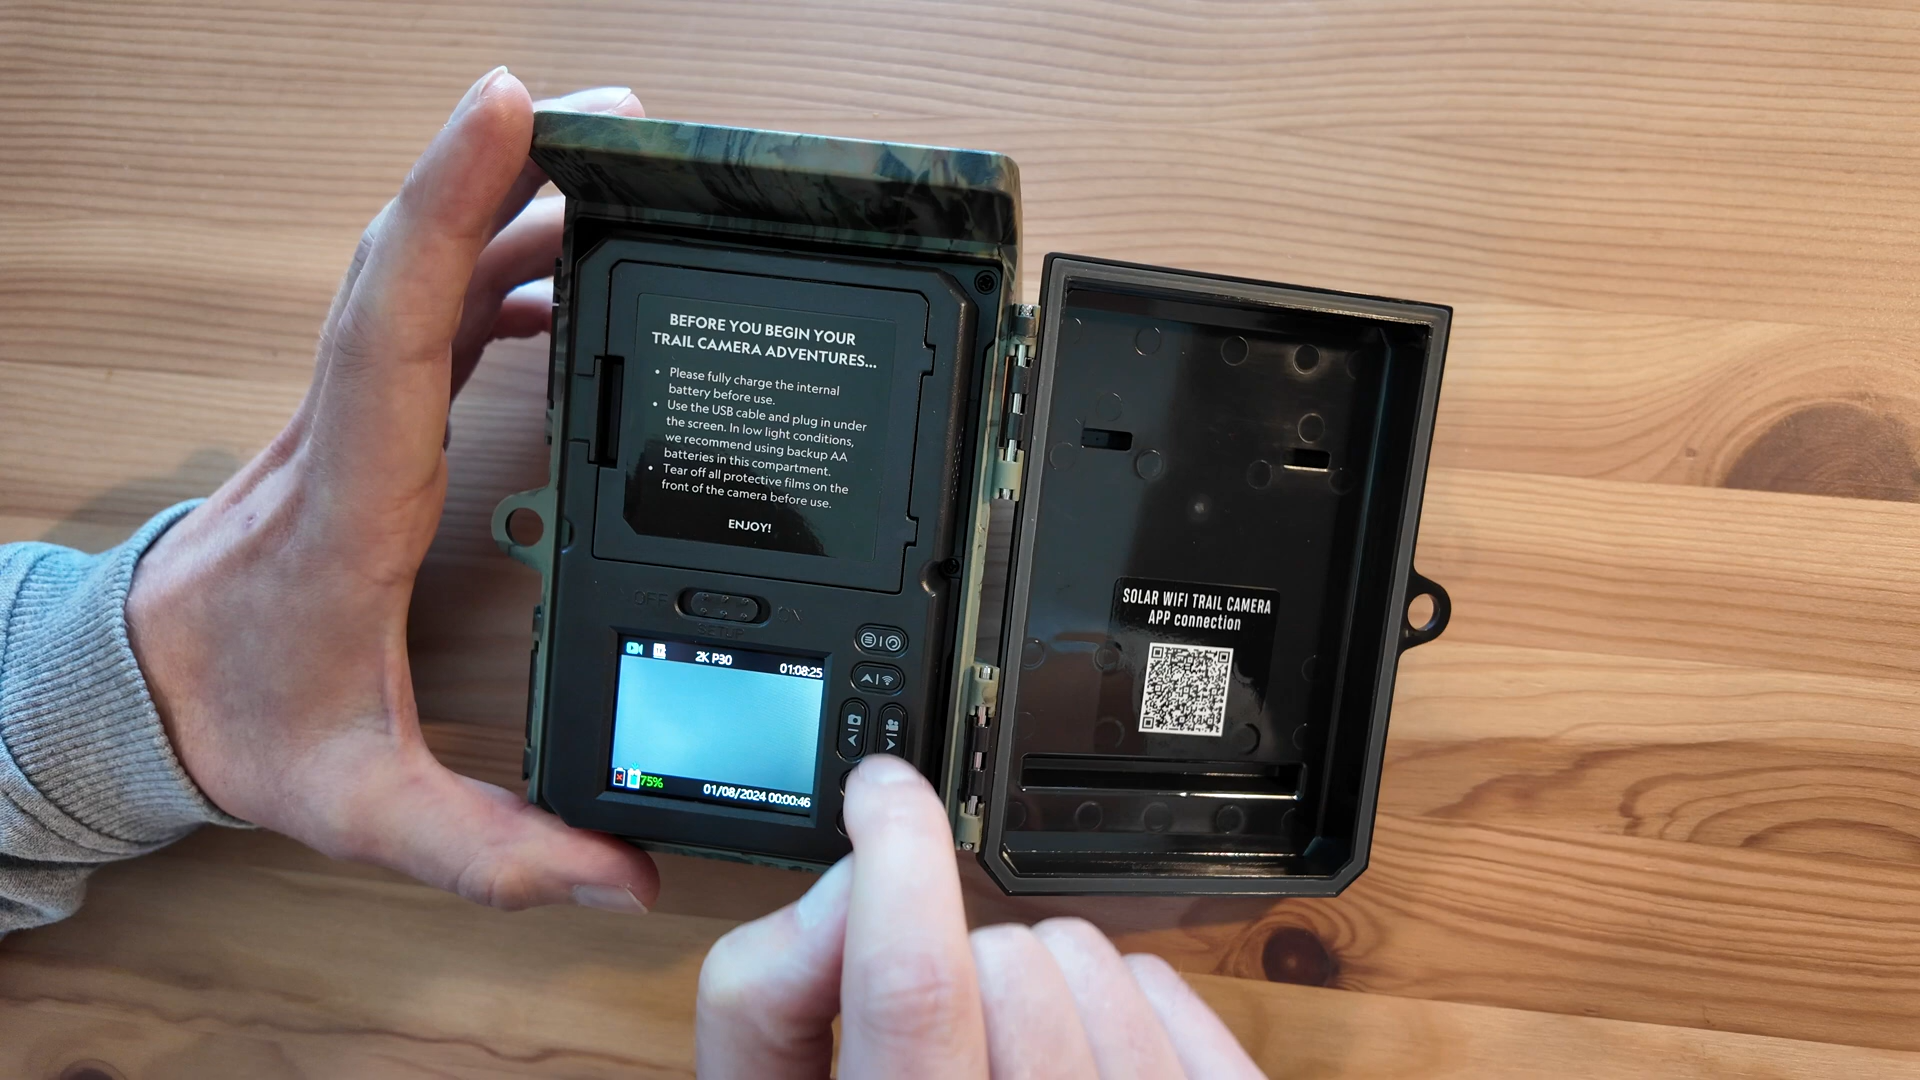 BEFORE YOU BEGIN YOUR
TRAIL CAMERA ADVENTURES...
• Please fully charge the internal
battery before use.
• Use the USB cable and plug in under
the screen. In low light conditions,
we recommend using backup AA
batteries in this compartment.
• Tear off all protective films on the
front of the camera before use.
ENJOY!
OFF ON
SETUP
2K P30 01:08:25
75%
01/08/2024 00:00:46
SOLAR WIFI TRAIL CAMERA
APP connection